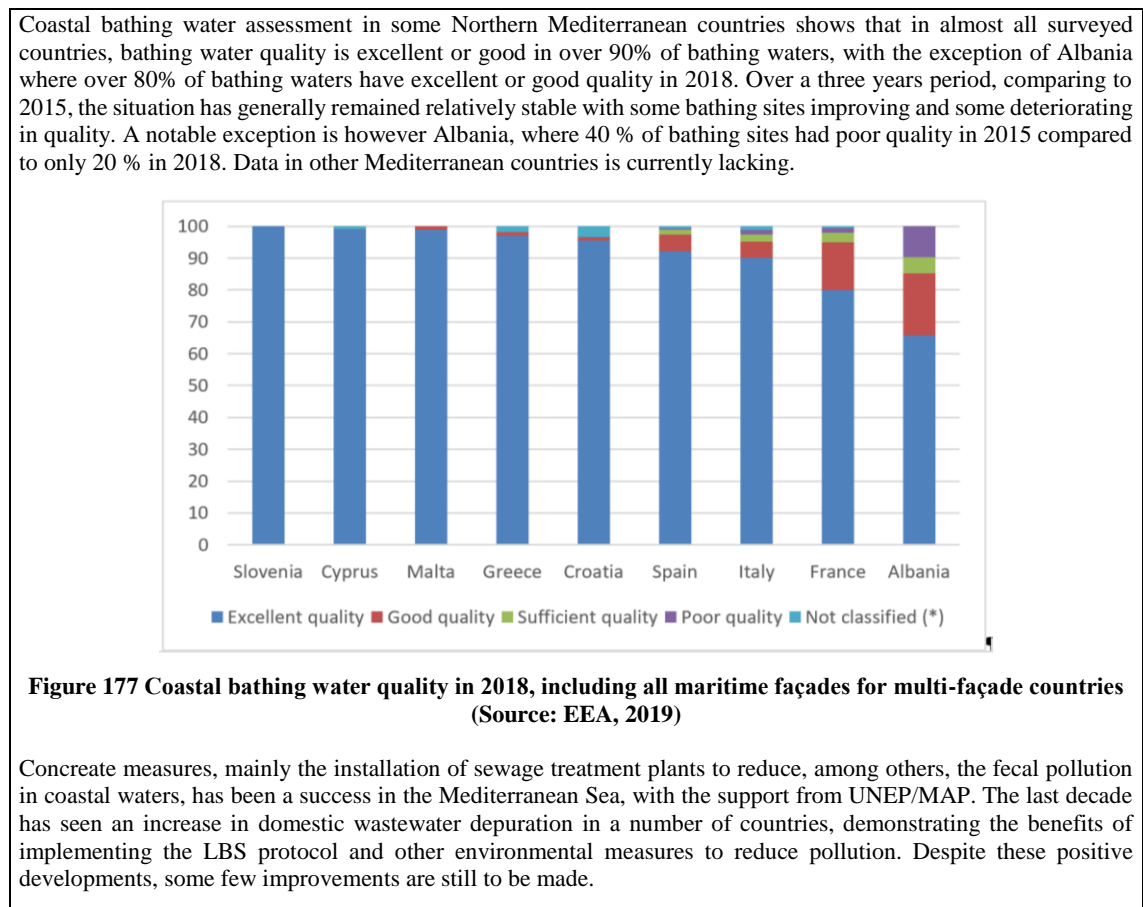 Coastal bathing water assessment in some Northern Mediterranean countries shows that in almost all surveyed
countries, bathing water quality is excellent or good in over 90% of bathing waters, with the exception of Albania
where over 80% of bathing waters have excellent or good quality in 2018. Over a three years period, comparing to
2015, the situation has generally remained relatively stable with some bathing sites improving and some deteriorating
in quality. A notable exception is however Albania, where 40 % of bathing sites had poor quality in 2015 compared
to only 20 % in 2018. Data in other Mediterranean countries is currently lacking.
100
90
80
70
60
50
40
30
20
10
0
Slovenia Cyprus Malta Greece Croatia Spain Italy France Albania
Excellent quality Good quality Sufficient quality Poor quality Not classified (*)
¶
Figure 177 Coastal bathing water quality in 2018, including all maritime façades for multi-façade countries
(Source: EEA, 2019)
Concreate measures, mainly the installation of sewage treatment plants to reduce, among others, the fecal pollution
in coastal waters, has been a success in the Mediterranean Sea, with the support from UNEP/MAP. The last decade
has seen an increase in domestic wastewater depuration in a number of countries, demonstrating the benefits of
implementing the LBS protocol and other environmental measures to reduce pollution. Despite these positive
developments, some few improvements are still to be made.